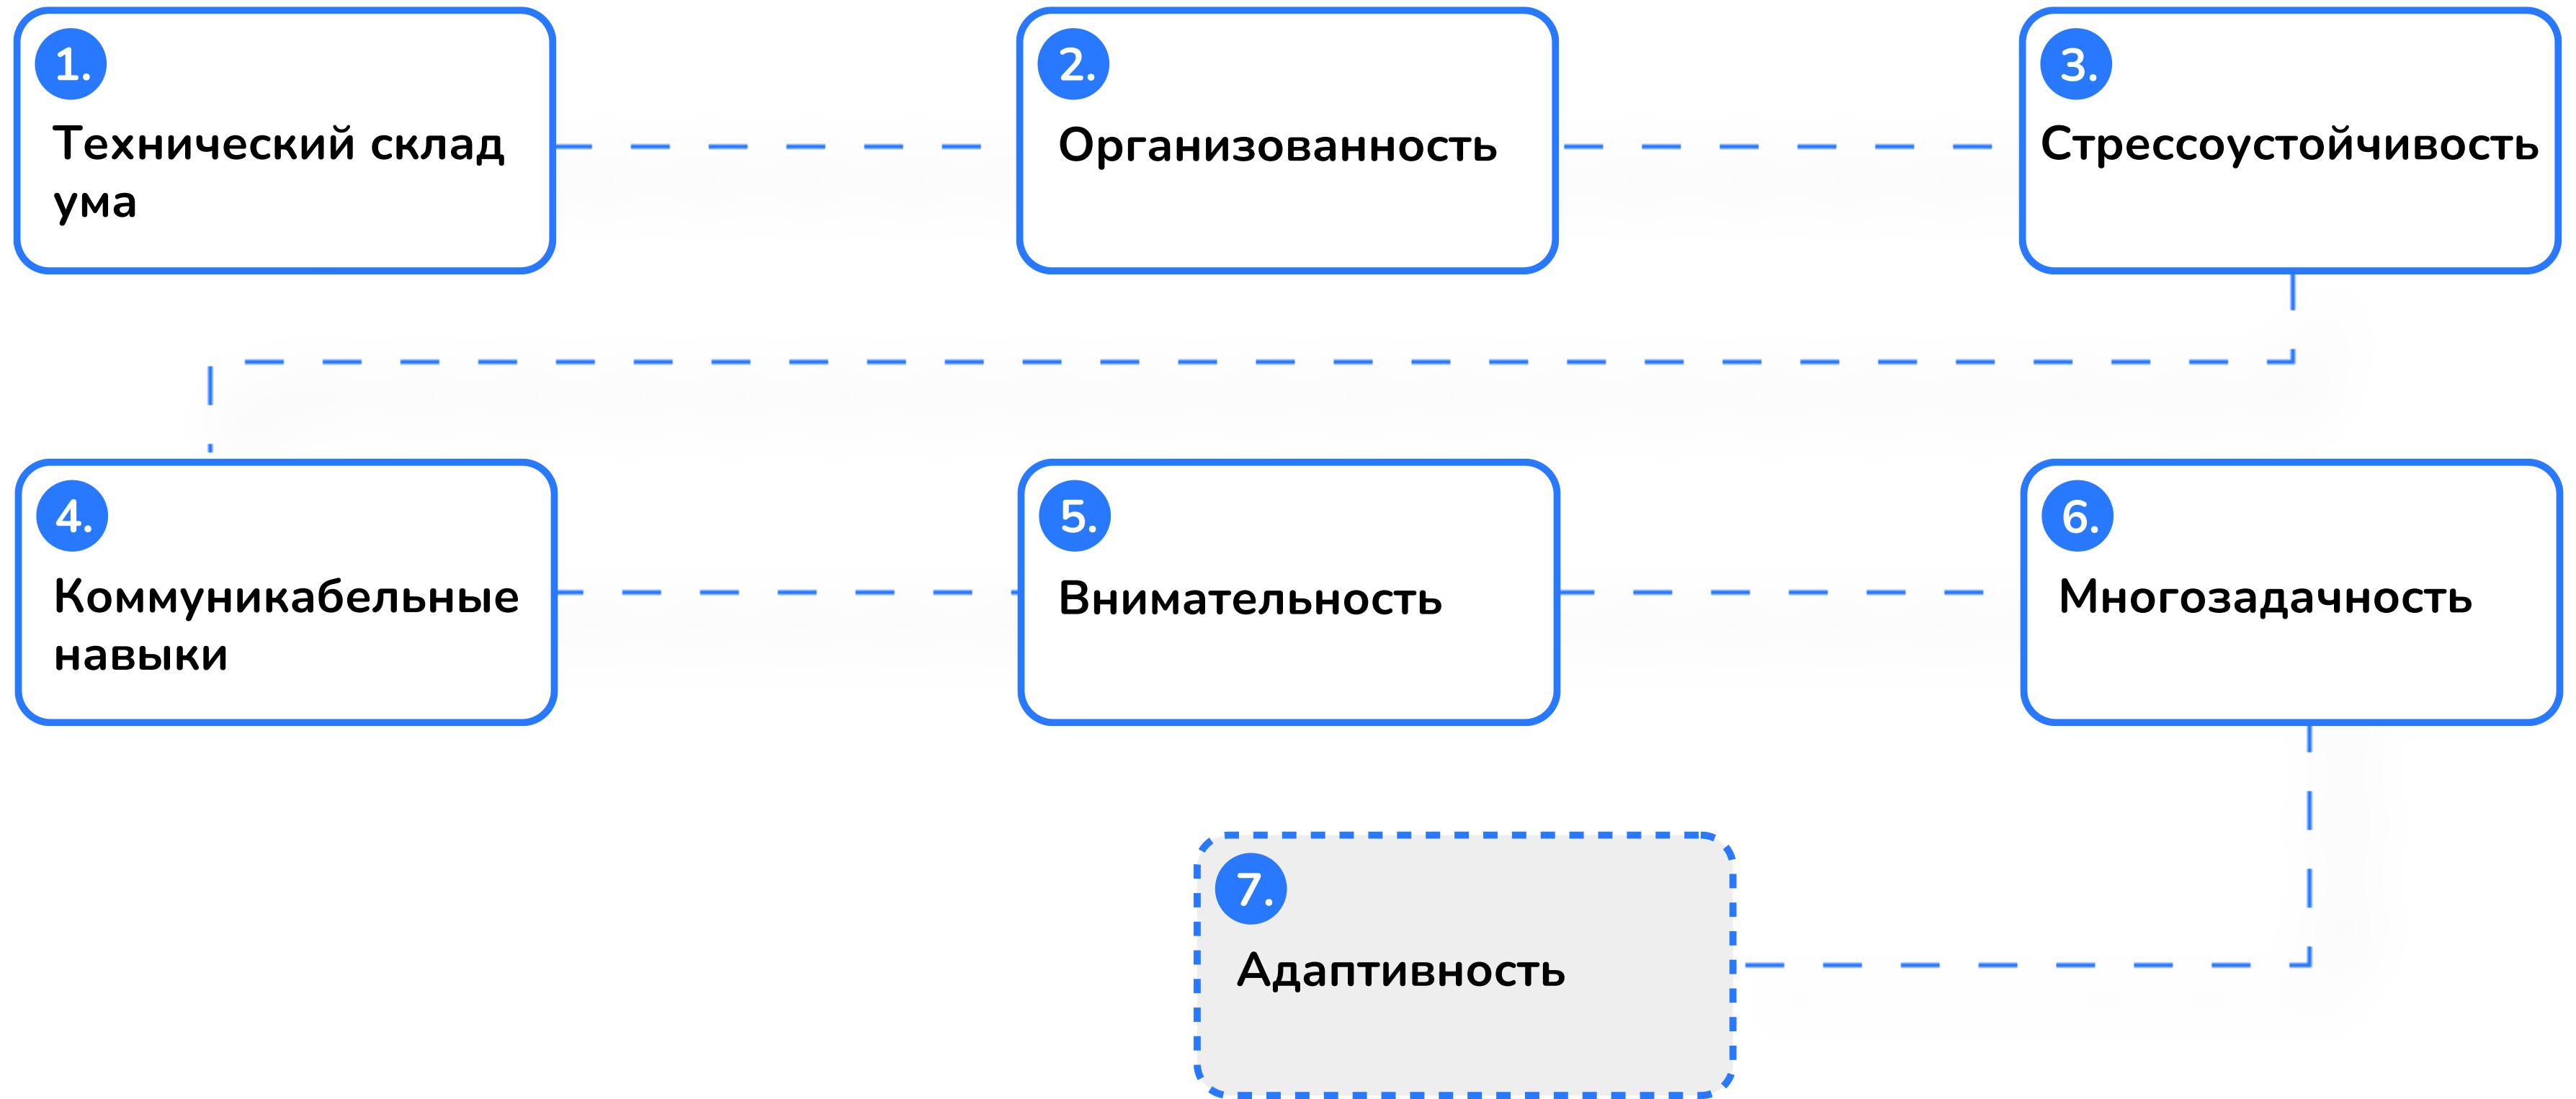 1.
Технический склад
ума
2.
Организованность
3.
Стрессоустойчивость
4.
Коммуникабельные
навыки
5.
Внимательность
6.
Многозадачность
7.
Адаптивность